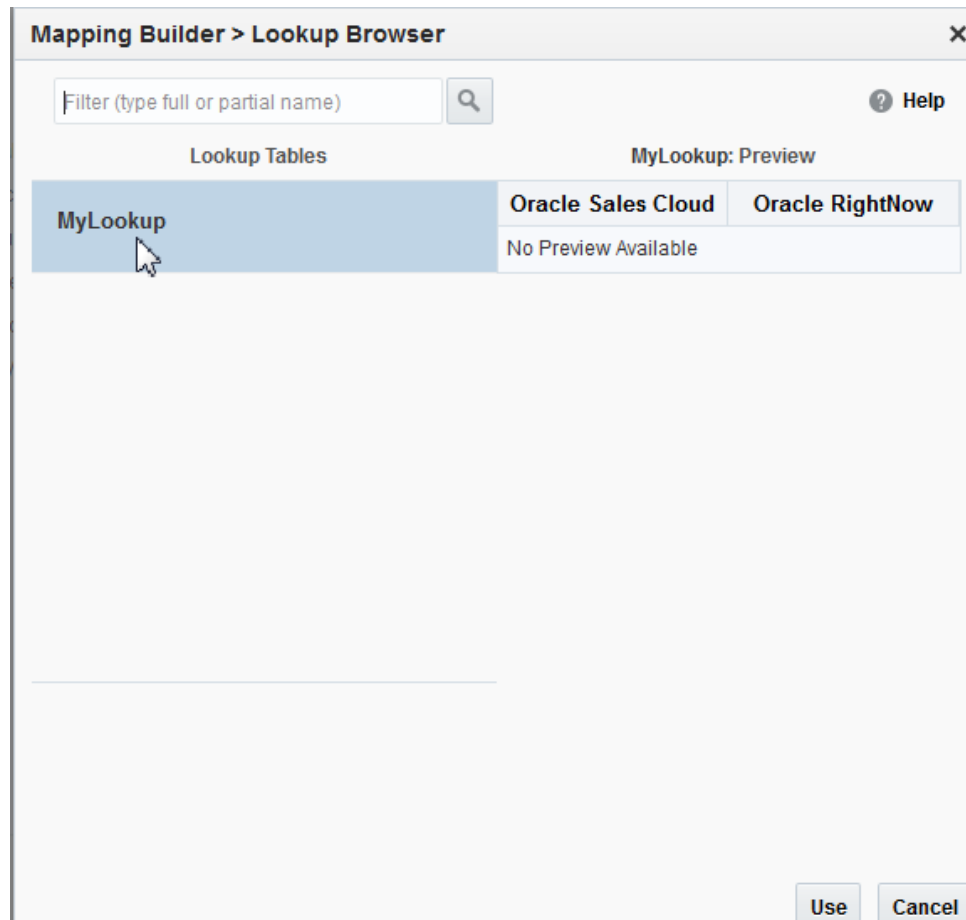 Mapping Builder > Lookup Browser
Filter (type full or partial name)
Help
Lookup Tables
MyLookup: Preview
MyLookup
Oracle Sales Cloud
Oracle RightNow
No Preview Available
Use
Cancel